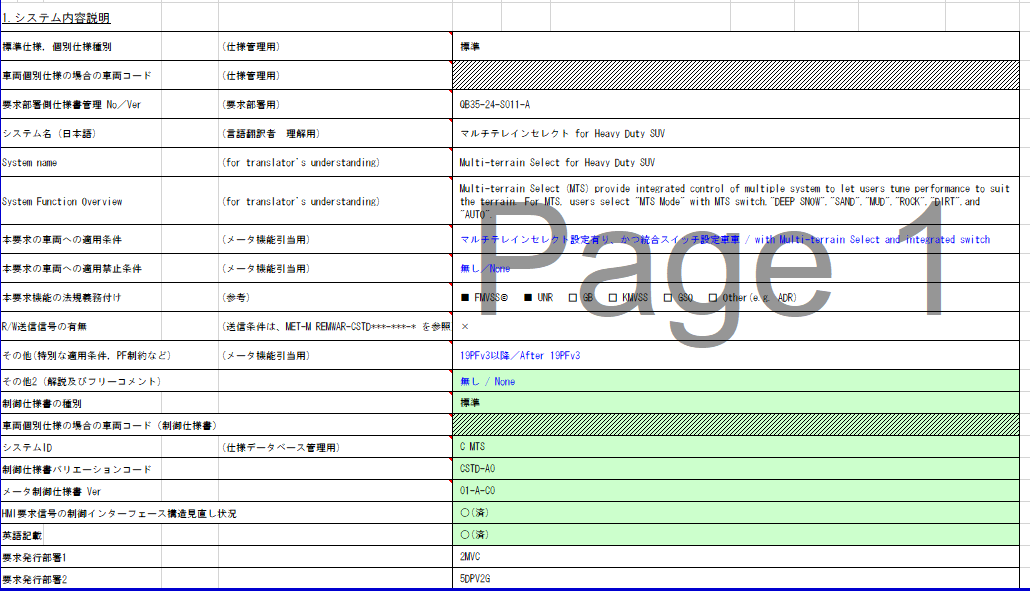 1. システム内容説明
標準仕様, 個別仕様種別 (仕様管理用) 標準
車両個別仕様の場合の車両コード (仕様管理用)
要求部署側仕様書管理 No／Ver (要求部署用) QB35-24-S011-A
システム名 (日本語) (言語翻訳者 理解用) マルチテレインセレクト for Heavy Duty SUV
System name (for translator's understanding) Multi-terrain Select for Heavy Duty SUV
System Function Overview (for translator's understanding) Multi-terrain Select (MTS) provide integrated control of multiple system to let users tune performance to suit
the terrain. For MTS, users select "MTS Mode" with MTS switch,"DEEP SNOW","SAND","MUD","ROCK","DIRT",and
"AUTO".
本要求の車両への適用条件 (メータ機能引当用) マルチテレインセレクト設定有り、かつ統合スイッチ設定車車 / with Multi-terrain Select and integrated switch
本要求の車両への適用禁止条件 (メータ機能引当用) 無し／None
本要求機能の法規義務付け (参考) ■ FMVSS© ■ UNR □ GB □ KMVSS □ GSO □ Other(e.g. ADR)
R/W送信信号の有無 (送信条件は、MET-M_REMWAR-CSTD***-***-* を参照 ×
その他(特別な適用条件、PF制約など) (メータ機能引当用) 19PFv3以降／After 19PFv3
その他2 (解説及びフリーコメント) 無し / None
制御仕様書の種別 標準
車両個別仕様の場合の車両コード (制御仕様書)
システムID (仕様データベース管理用) C_MTS
制御仕様書バリエーションコード CSTD-A0
メータ制御仕様書 Ver 01-A-C0
HMI要求信号の制御インターフェース構造見直し状況 ○(済)
英語記載 ○(済)
要求発行部署1 2MVC
要求発行部署2 5DPV2G
Page 1